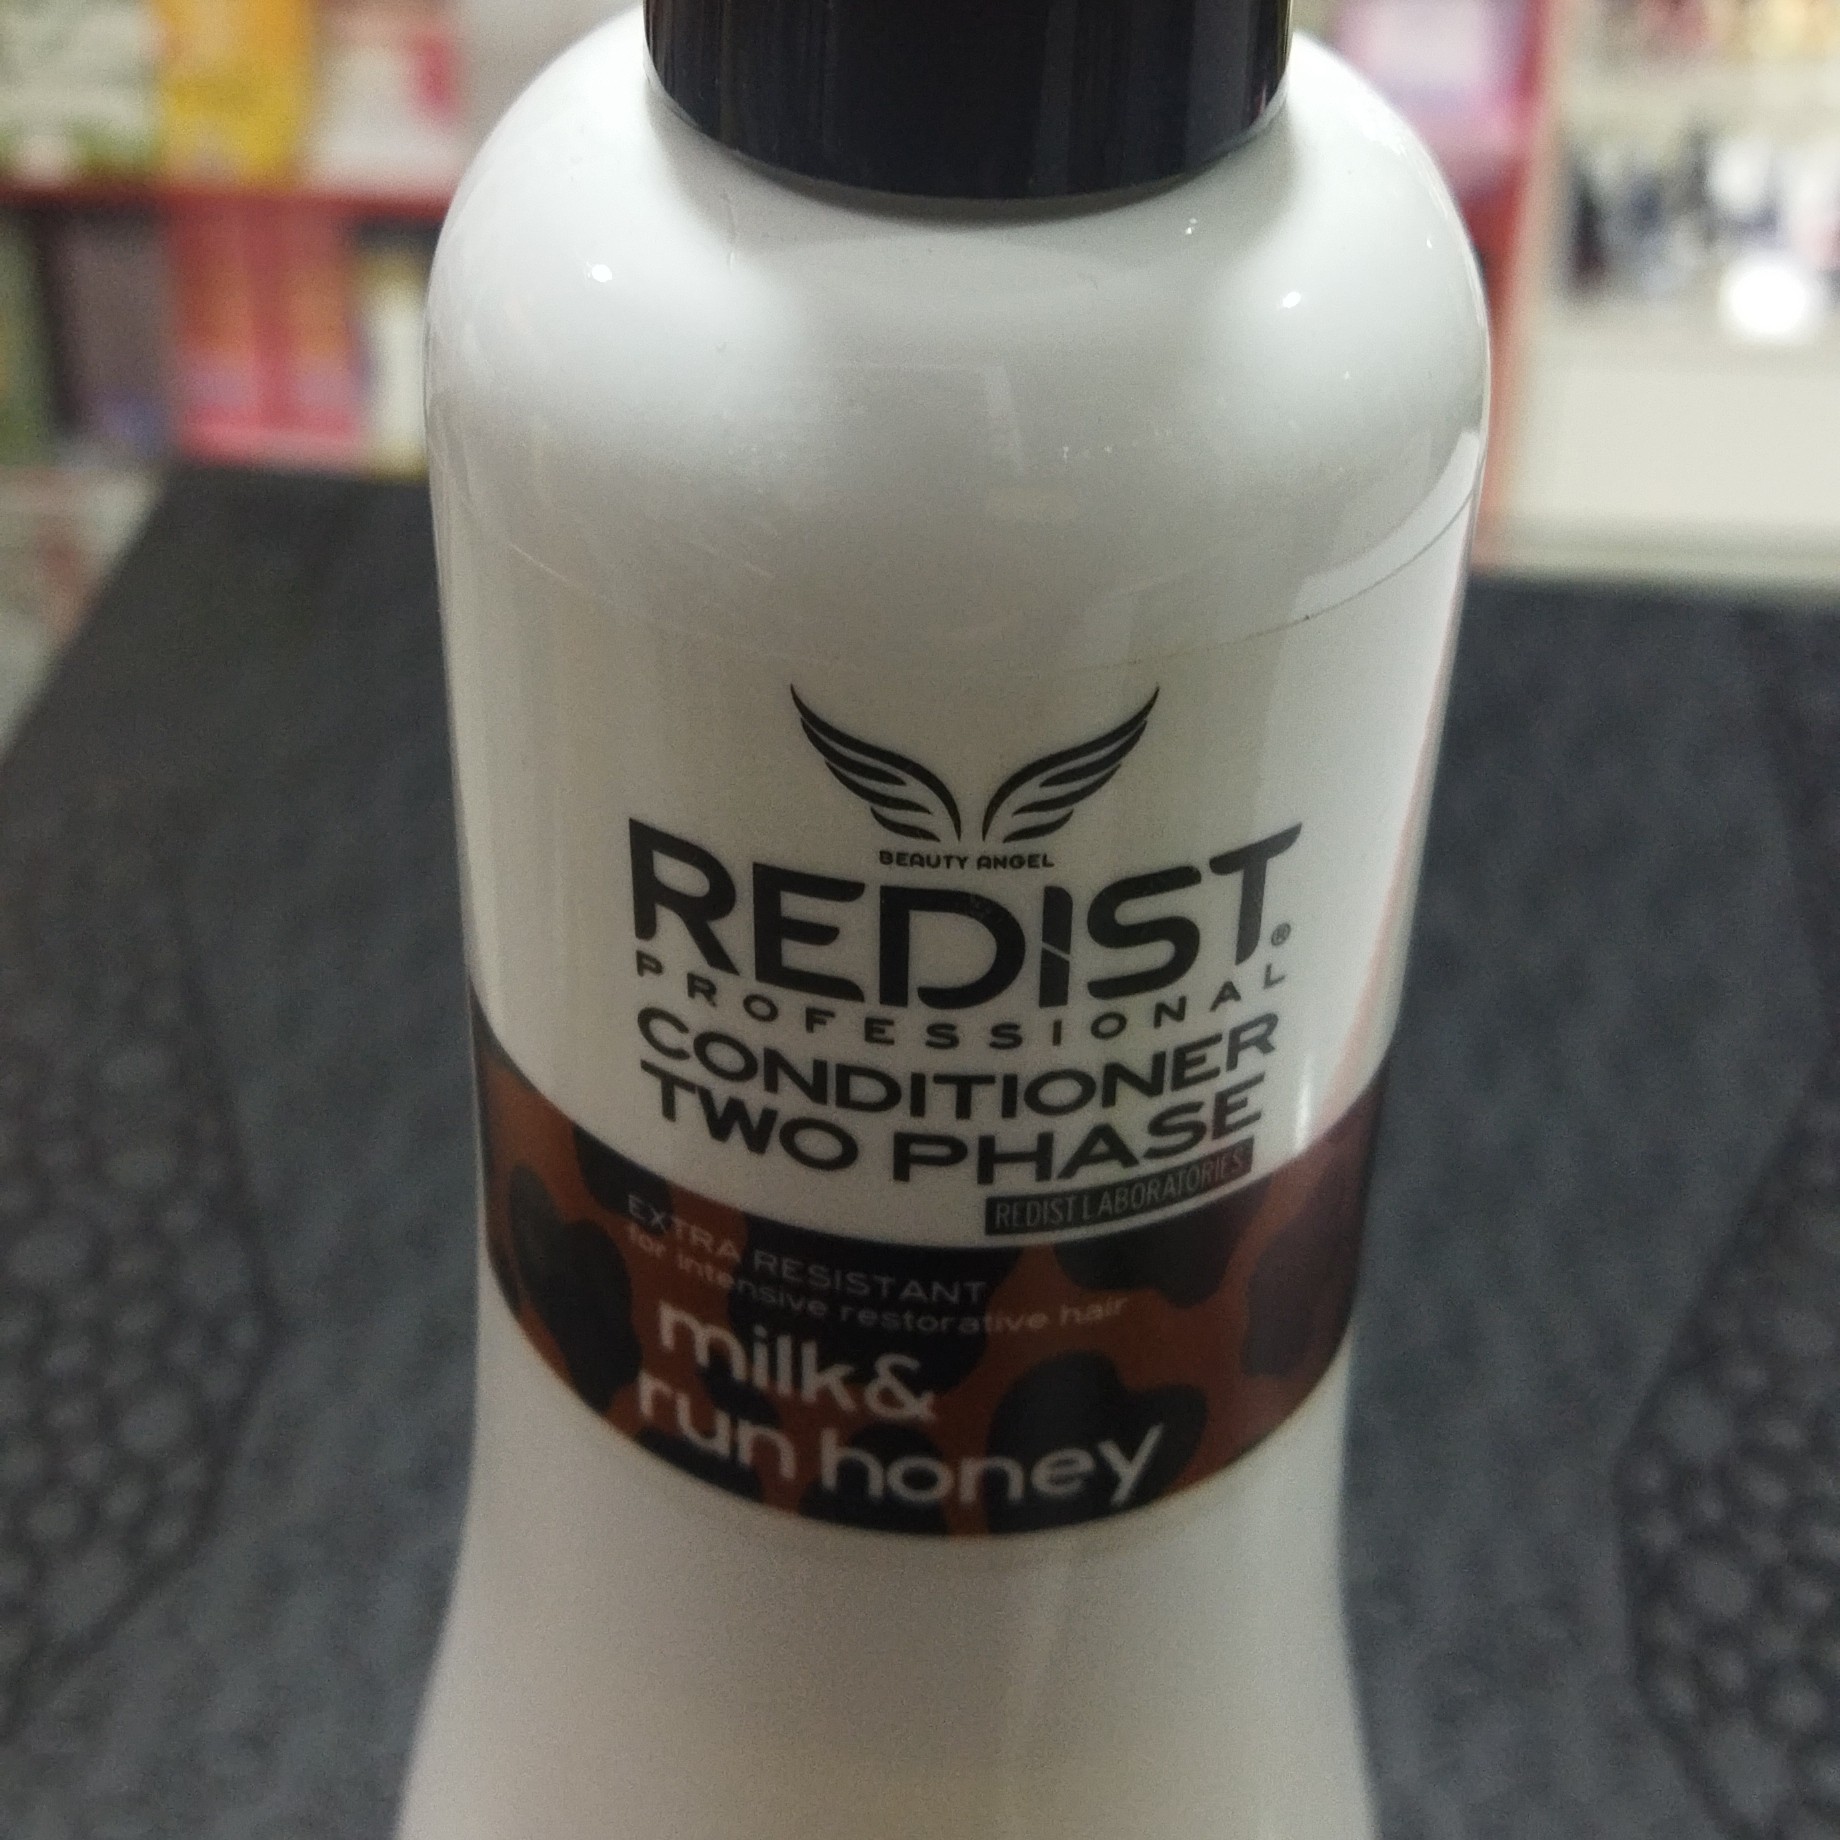 BEAUTY ANGEL
REDIST®
PROFESSIONAL
CONDITIONER
TWO PHASE
REDIST LABORATORIES
EXTRA RESISTANT
for intensive restorative hair
milk&
run honey